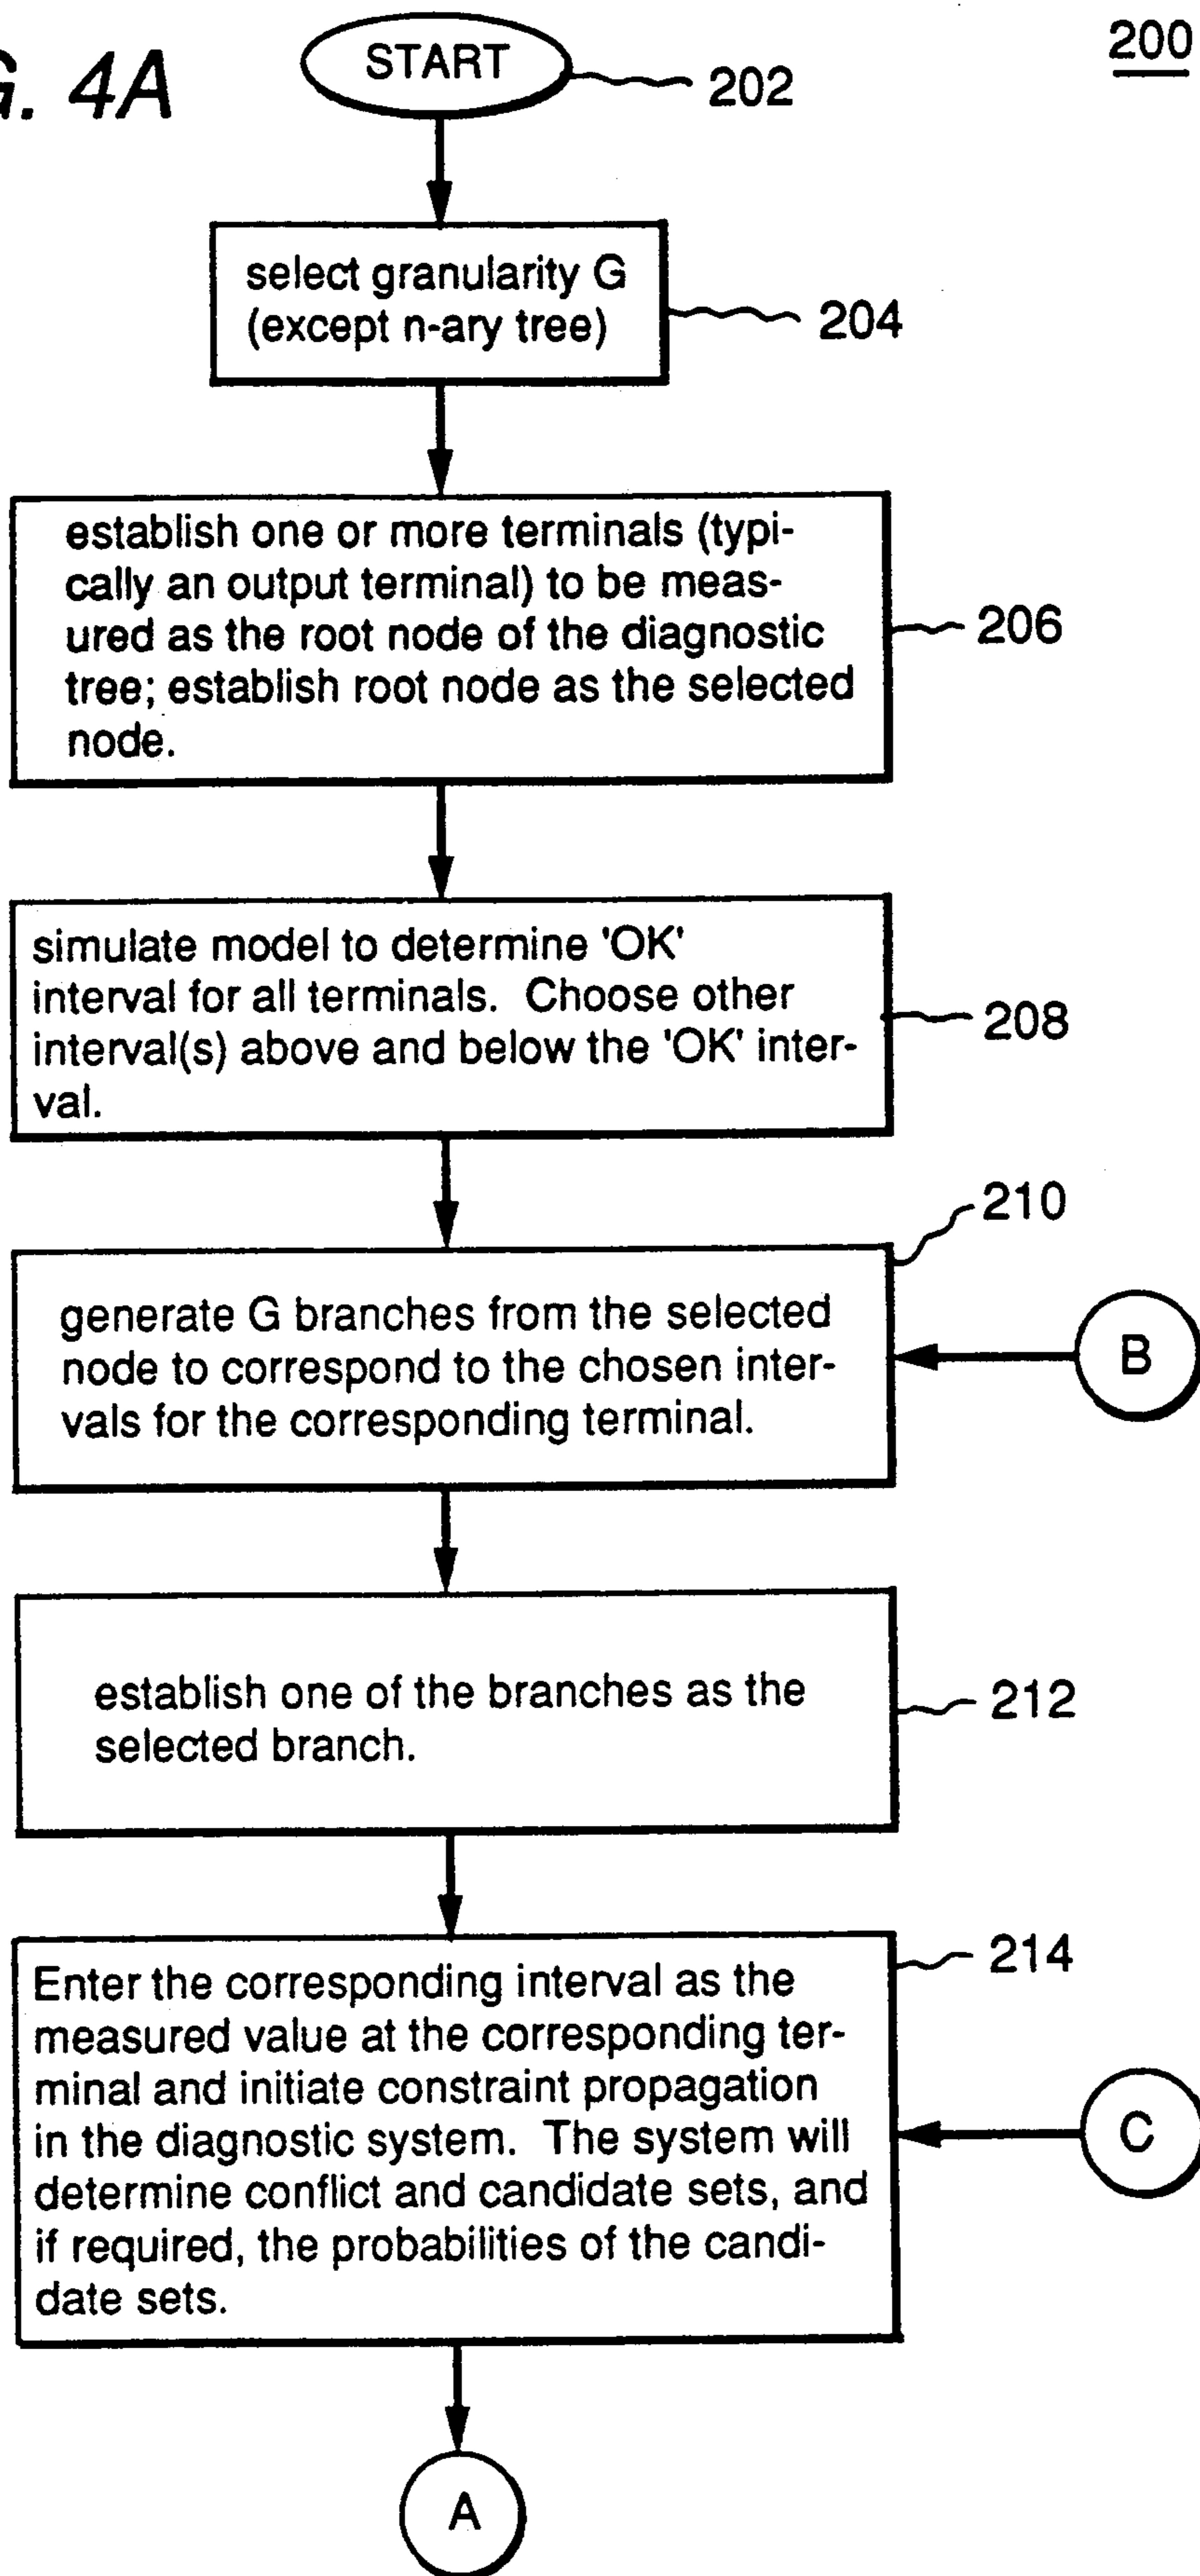 G. 4A
200
START
202
select granularity G
(except n-ary tree)
204
establish one or more terminals (typi-
cally an output terminal) to be meas-
ured as the root node of the diagnostic
tree; establish root node as the selected
node.
206
simulate model to determine 'OK'
interval for all terminals. Choose other
interval(s) above and below the 'OK' inter-
val.
208
210
generate G branches from the selected
node to correspond to the chosen inter-
vals for the corresponding terminal.
B
establish one of the branches as the
selected branch.
212
214
Enter the corresponding interval as the
measured value at the corresponding ter-
minal and initiate constraint propagation
in the diagnostic system. The system will
determine conflict and candidate sets, and
if required, the probabilities of the candi-
date sets.
C
A